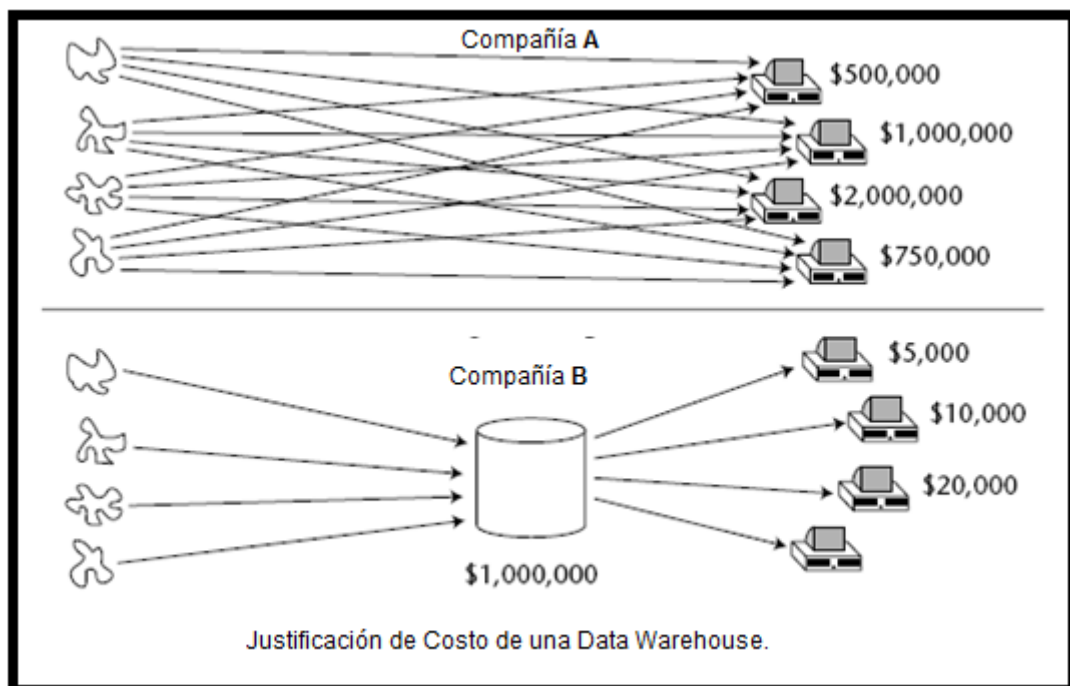 Compañía A
$500,000
$1,000,000
$2,000,000
$750,000
Compañía B
$5,000
$10,000
$20,000
$1,000,000
Justificación de Costo de una Data Warehouse.